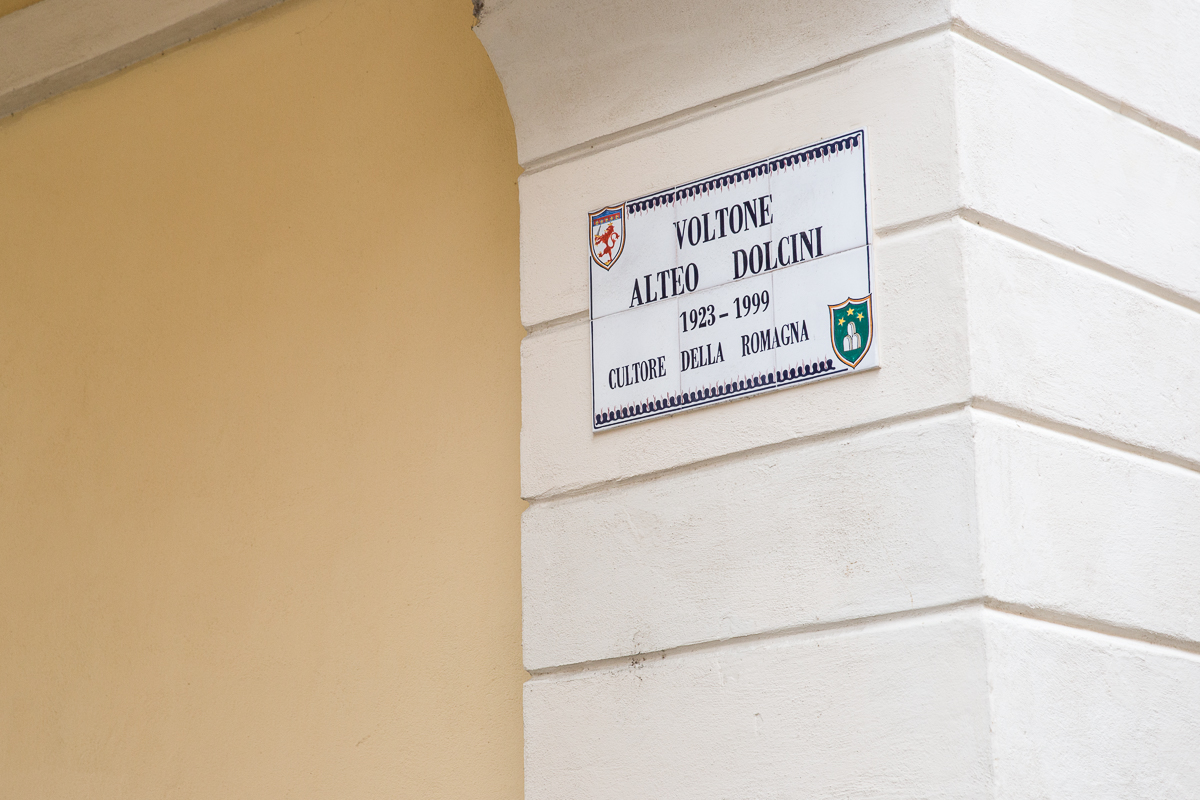 VOLTONE
ALTEO DOLCINI
1923 - 1999
CULTORE DELLA ROMAGNA